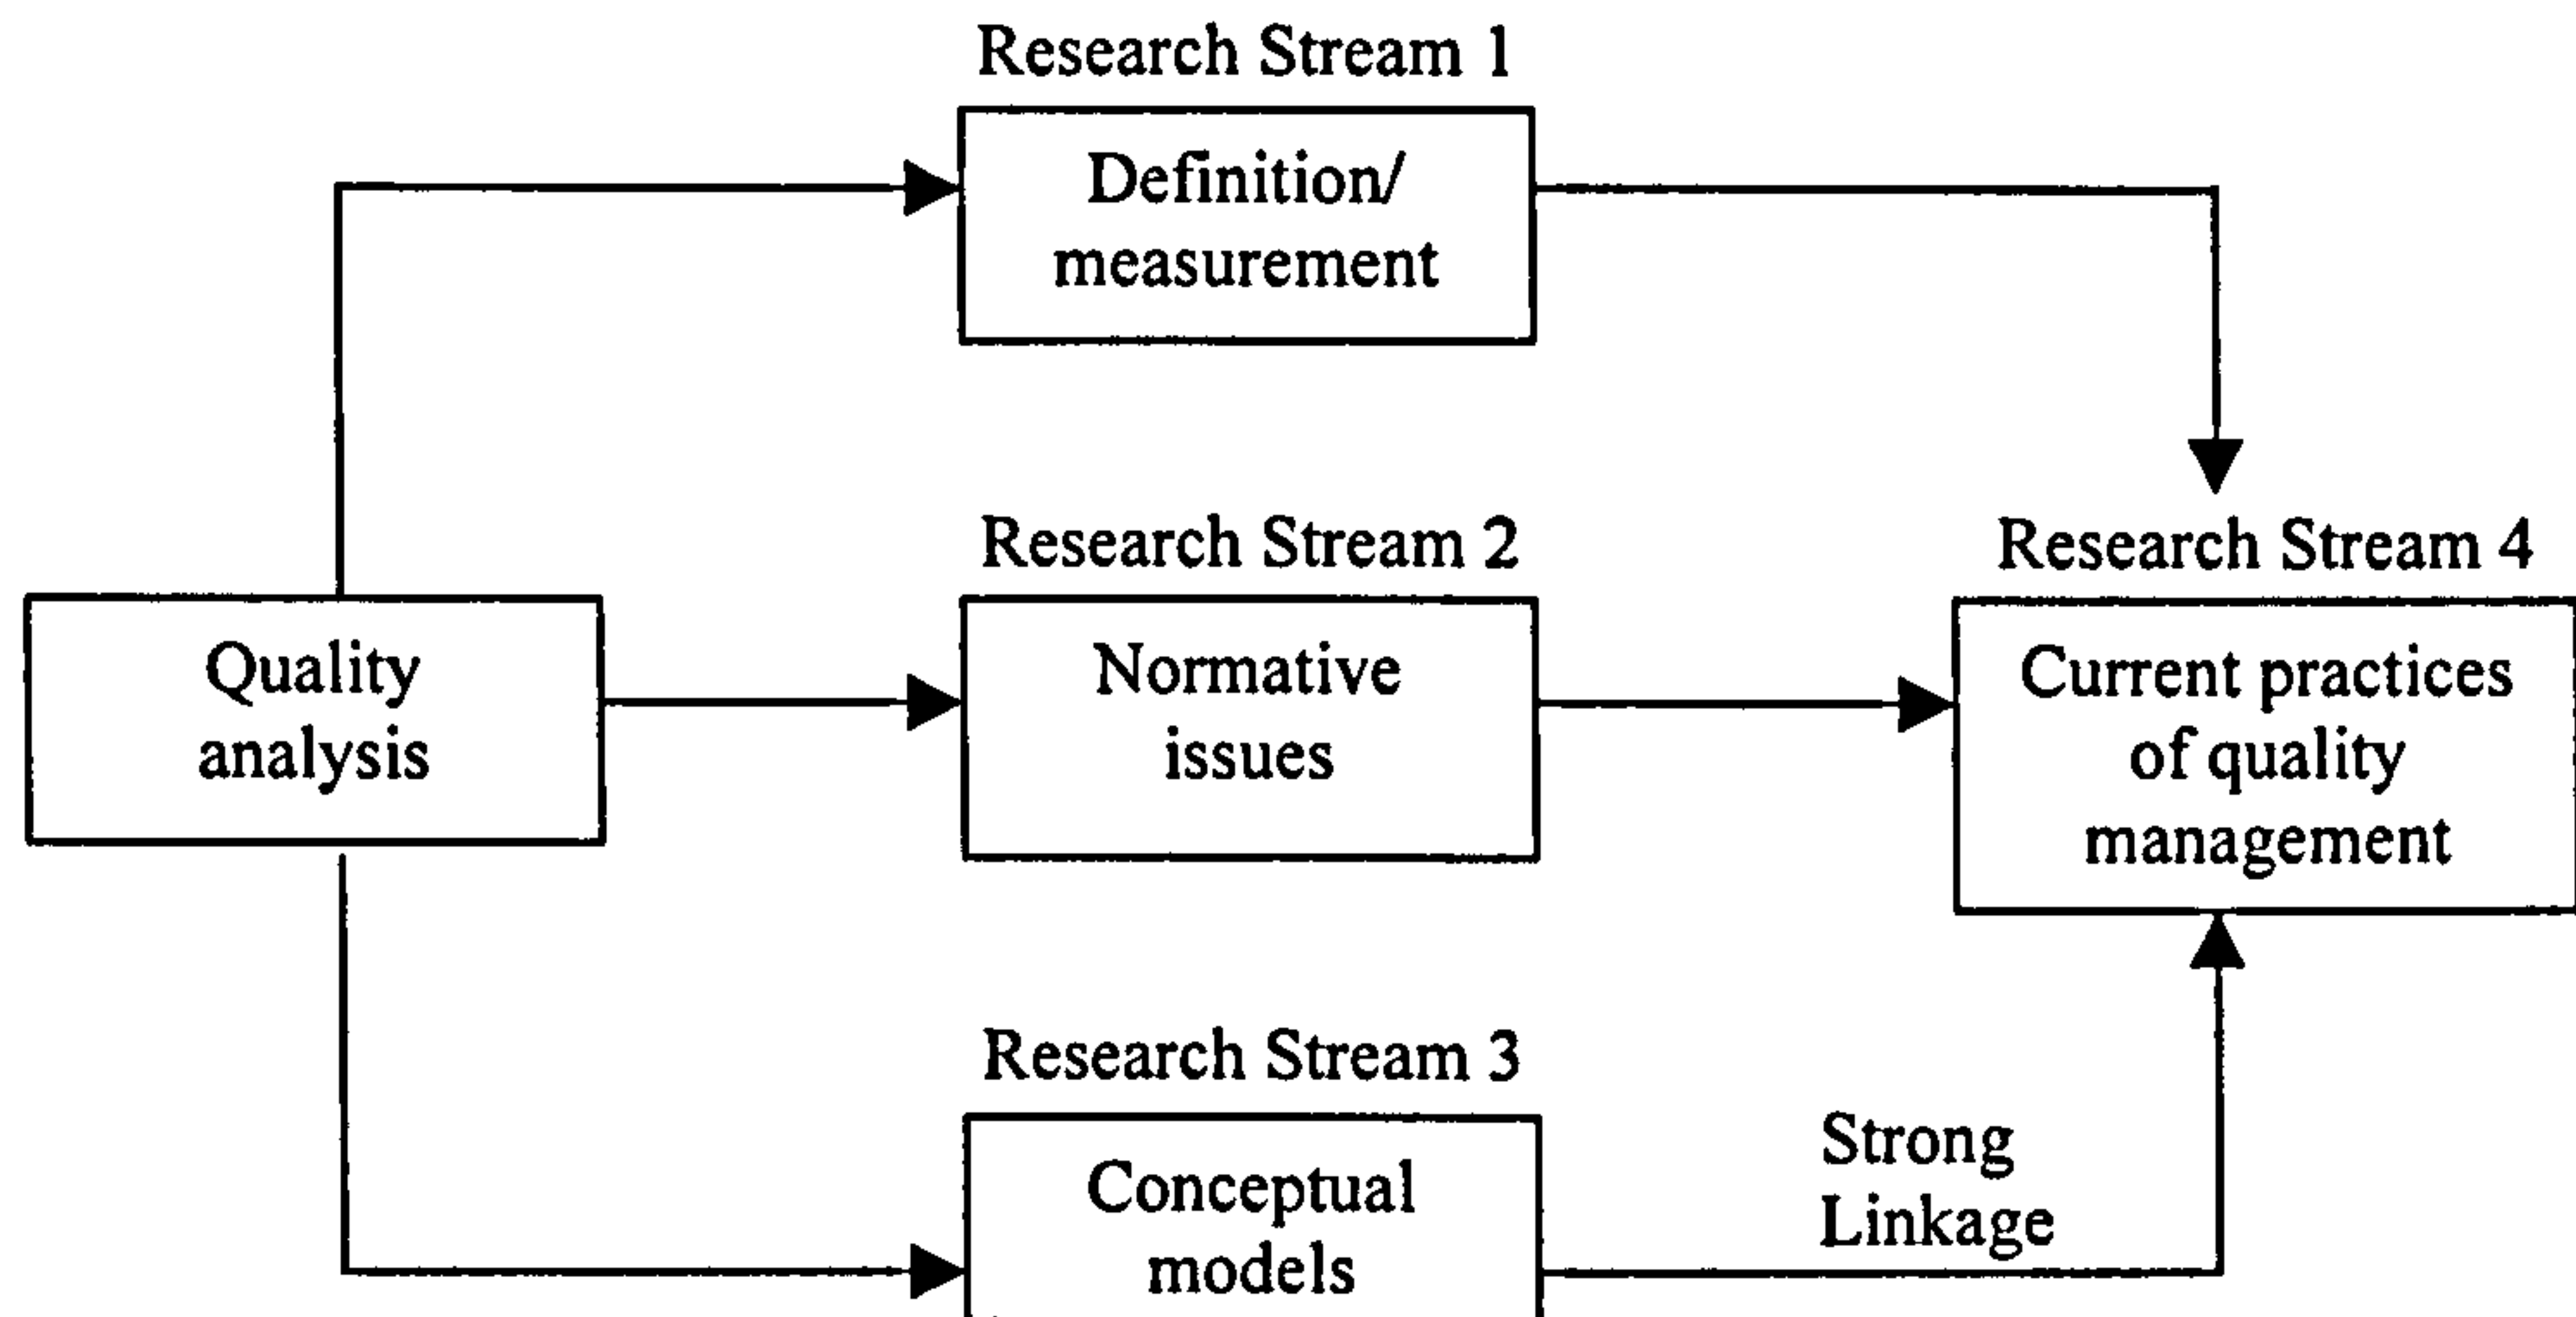 Research Stream 1
Definition/
measurement
Research Stream 2
Research Stream 4
Quality
analysis
Normative
issues
Current practices
of quality
management
Research Stream 3
Conceptual
models
Strong
Linkage